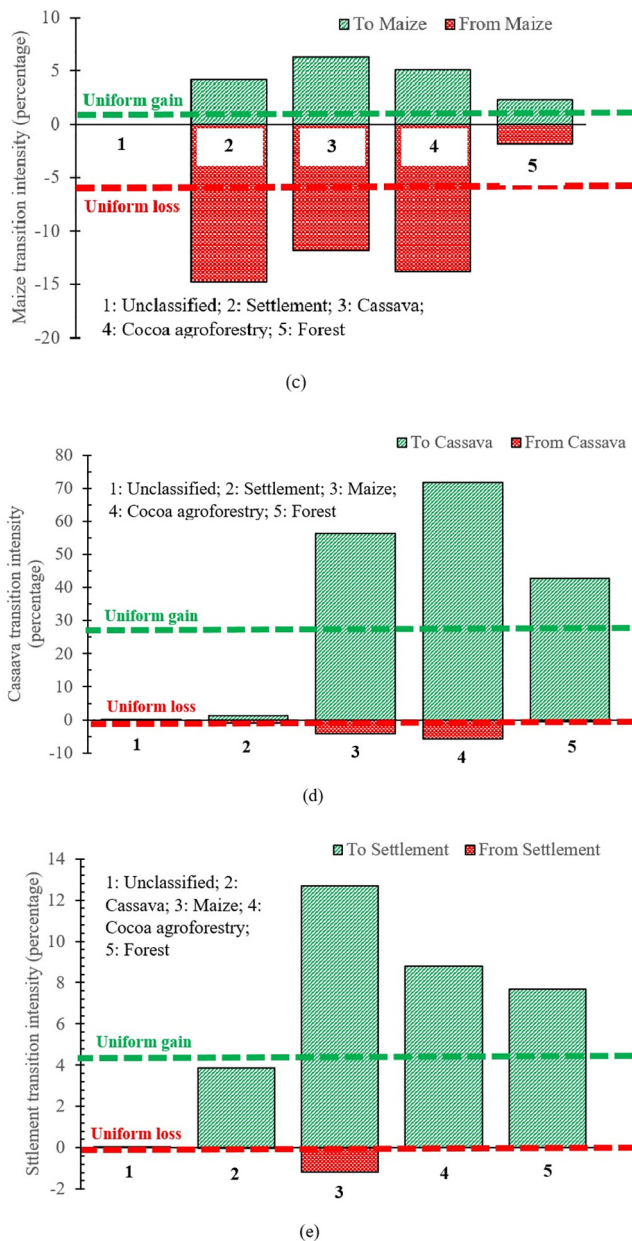 To Maize From Maize
Maize transition intensity (percentage)
10
5
0
-5
-10
-15
-20
Uniform gain
Uniform loss
1 2 3 4 5
1: Unclassified; 2: Settlement; 3: Cassava;
4: Cocoa agroforestry; 5: Forest
(c)
To Cassava From Cassava
Casaava transition intensity
(percentage)
80
70
60
50
40
30
20
10
0
-10
1: Unclassified; 2: Settlement; 3: Maize;
4: Cocoa agroforestry; 5: Forest
Uniform gain
Uniform loss
1 2 3 4 5
(d)
To Settlement From Settlement
Sttlement transition intensity (percentage)
14
12
10
8
6
4
2
0
-2
1: Unclassified; 2:
Cassava; 3: Maize; 4:
Cocoa agroforestry;
5: Forest
Uniform gain
Uniform loss
1 2 3 4 5
(e)